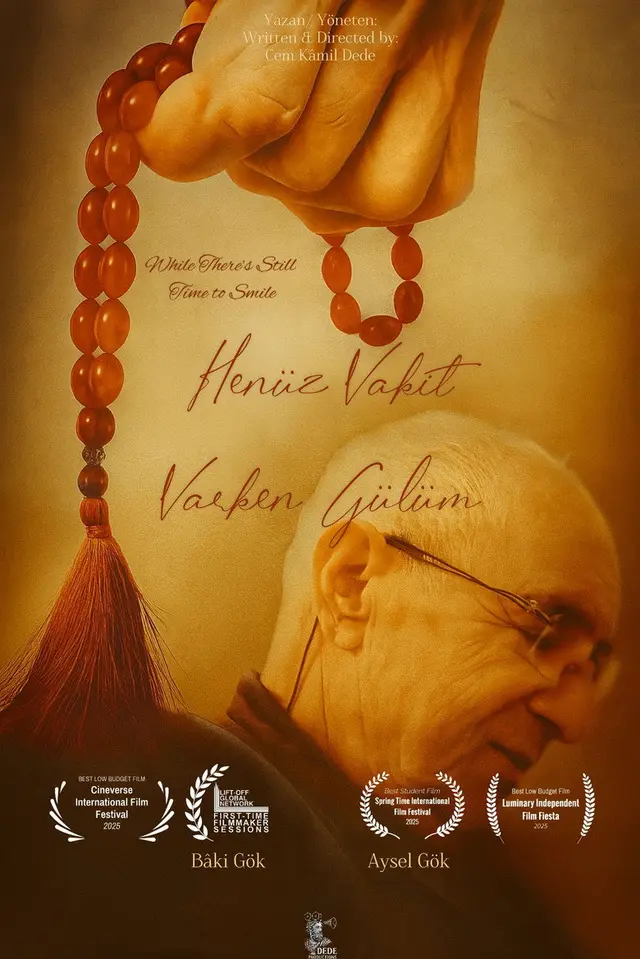 Yazan/ Yöneten:
Written & Directed by:
Cem Kâmil Dede
While There's Still
Time to Smile
Henüz Vakit
Varken Gülüm
BEST LOW BUDGET FILM
Cineverse
International Film
Festival
2025
LIFT-OFF
GLOBAL
NETWORK
FIRST-TIME
FILMMAKER
SESSIONS
Best Student Film
Spring Time International
Film Festival
2025
Best Low Budget Film
Luminary Independent
Film Fiesta
2025
Bâki Gök
Aysel Gök
DEDE
PRODUCTIONS